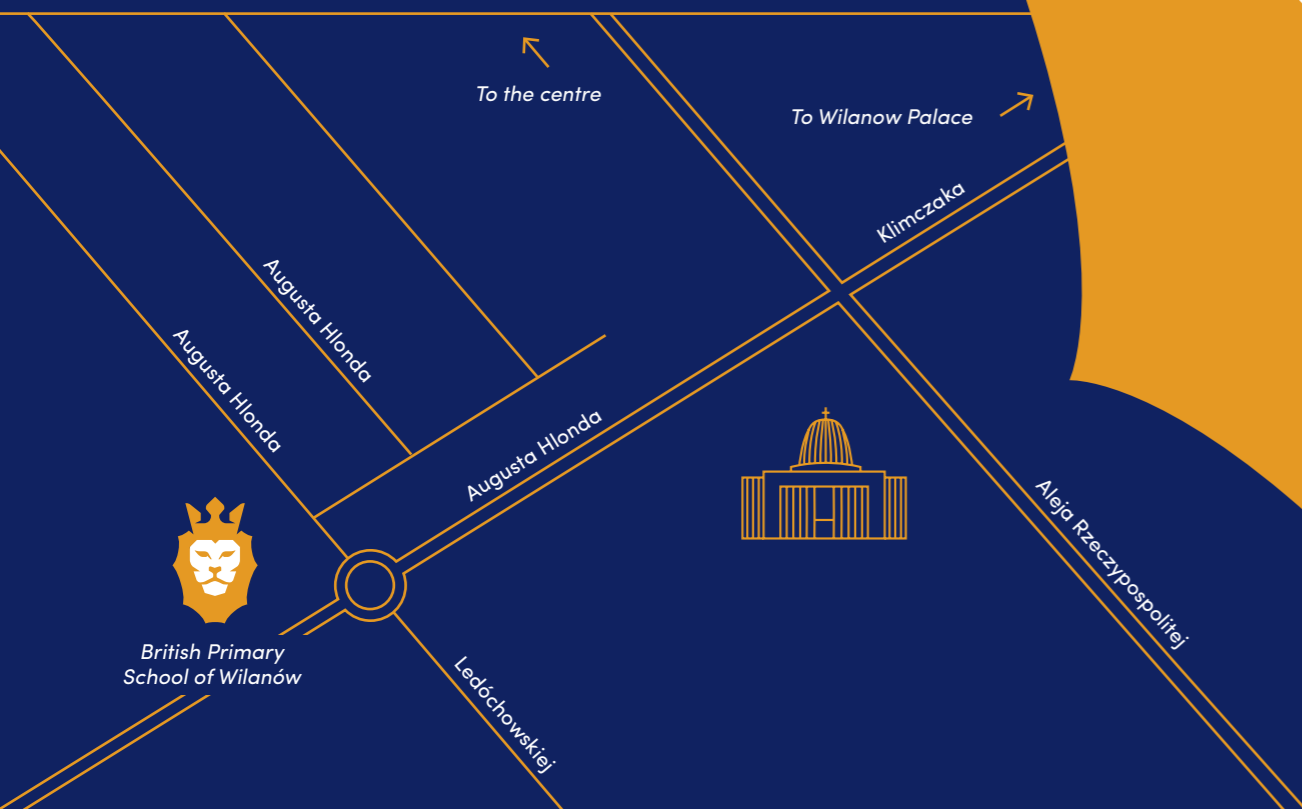 To the centre
To Wilanow Palace
Klimczaka
Augusta Hlonda
Augusta Hlonda
Augusta Hlonda
Aleja Rzeczypospolitej
British Primary
School of Wilanów
Ledóchowskiej